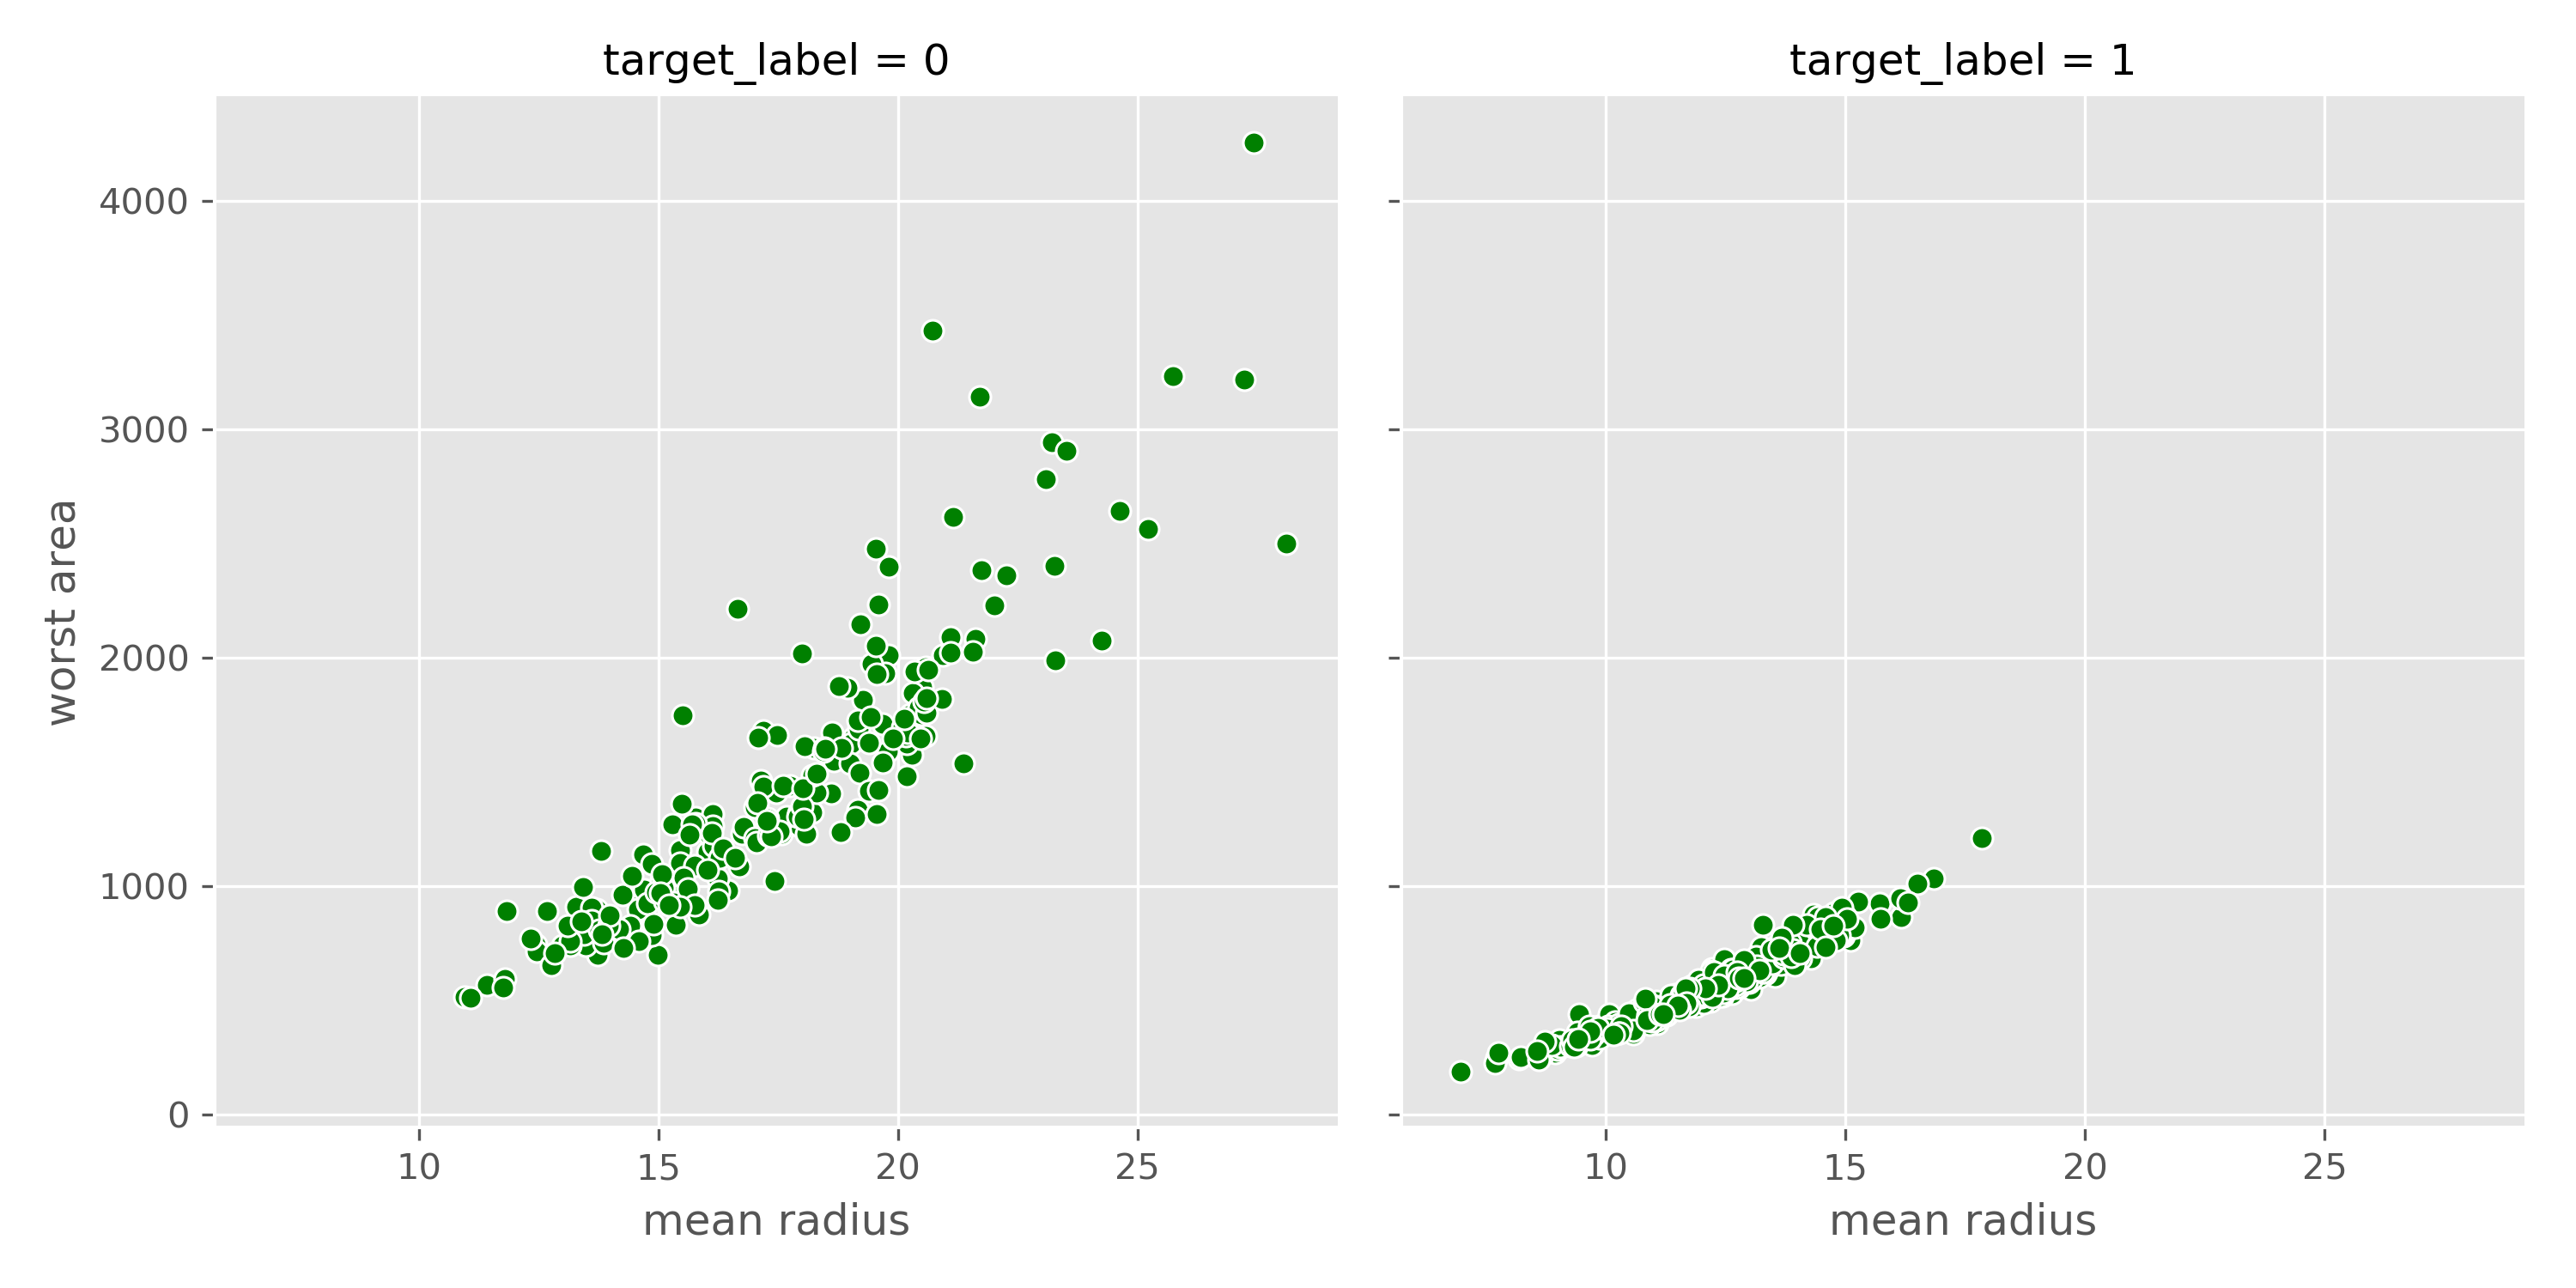 target_label = 0
target_label = 1
4000
3000
2000
1000
0
worst area
10 15 20 25
10 15 20 25
mean radius
mean radius